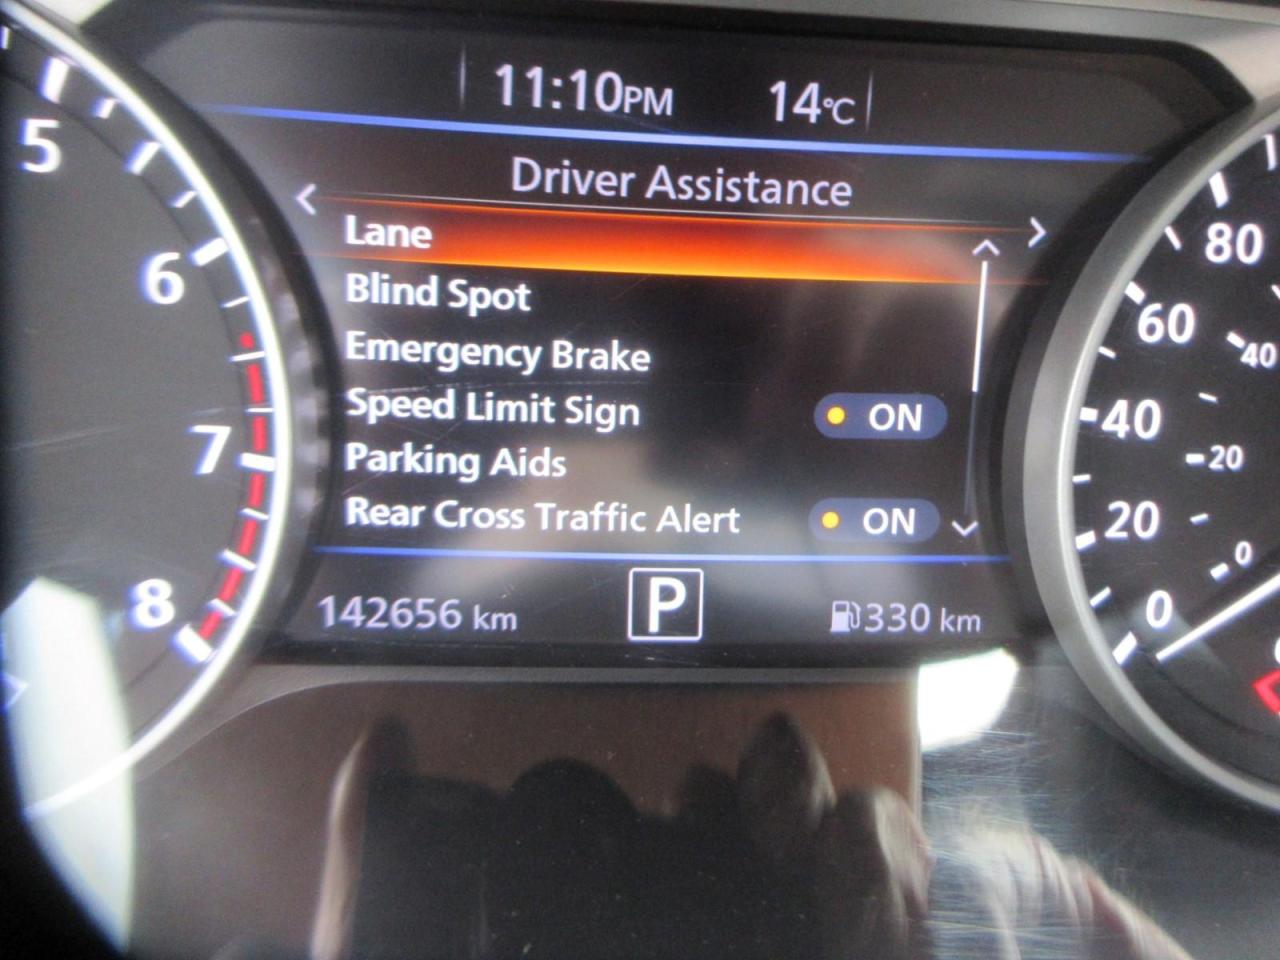 11:10PM 14°C
Driver Assistance
Lane
Blind Spot
Emergency Brake
Speed Limit Sign ON
Parking Aids
Rear Cross Traffic Alert ON
142656 km P 330 km
5
6
7
8
80
60
40
20
0
40
20
0